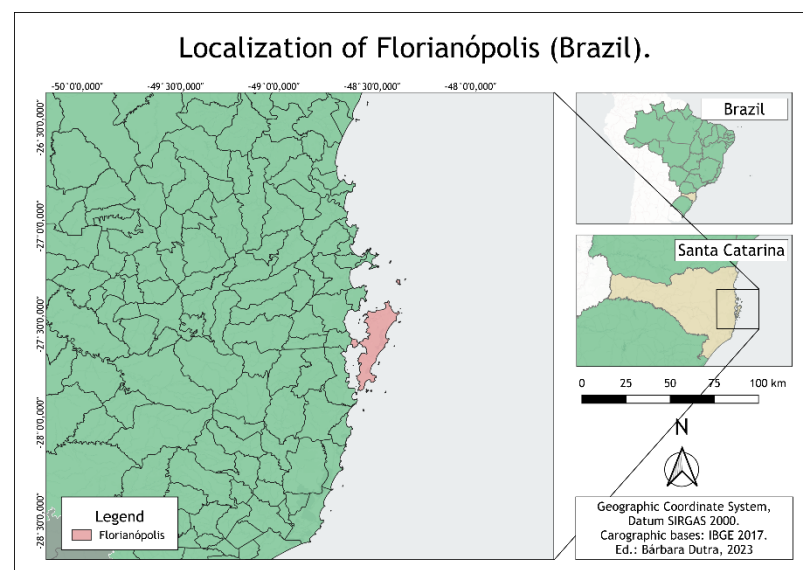 Localization of Florianópolis (Brazil).
-50°0'0,000" -49°30'0,000" -49°0'0,000" -48°30'0,000" -48°0'0,000"
-26°30'0,000"
-27°0'0,000"
-27°30'0,000"
-28°0'0,000"
-28°30'0,000"
Legend
Florianópolis
Brazil
Santa Catarina
0 25 50 75 100 km
N
Geographic Coordinate System,
Datum SIRGAS 2000.
Carographic bases: IBGE 2017.
Ed.: Bárbara Dutra, 2023